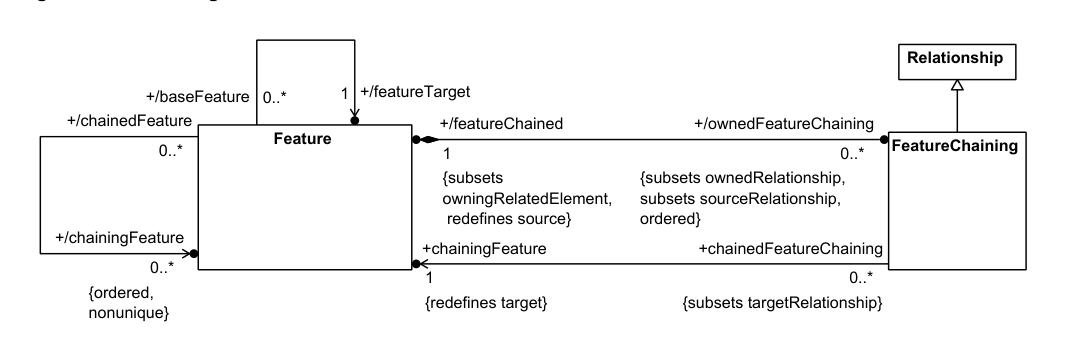 Relationship
+/baseFeature
0..*
1
+/featureTarget
+/chainedFeature
0..*
Feature
+/featureChained
+/ownedFeatureChaining
1
0..*
FeatureChaining
{subsets
owningRelatedElement,
redefines source}
{subsets ownedRelationship,
subsets sourceRelationship,
ordered}
+/chainingFeature
0..*
{ordered,
nonunique}
+chainingFeature
+chainedFeatureChaining
1
0..*
{redefines target}
{subsets targetRelationship}